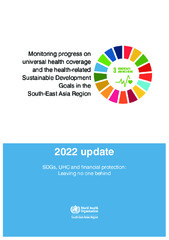 Monitoring progress on
universal health coverage
and the health-related
Sustainable Development
Goals in the
South-East Asia Region
2022 update
SDGs, UHC and financial protection:
Leaving no one behind
World Health
Organization
South-East Asia Region